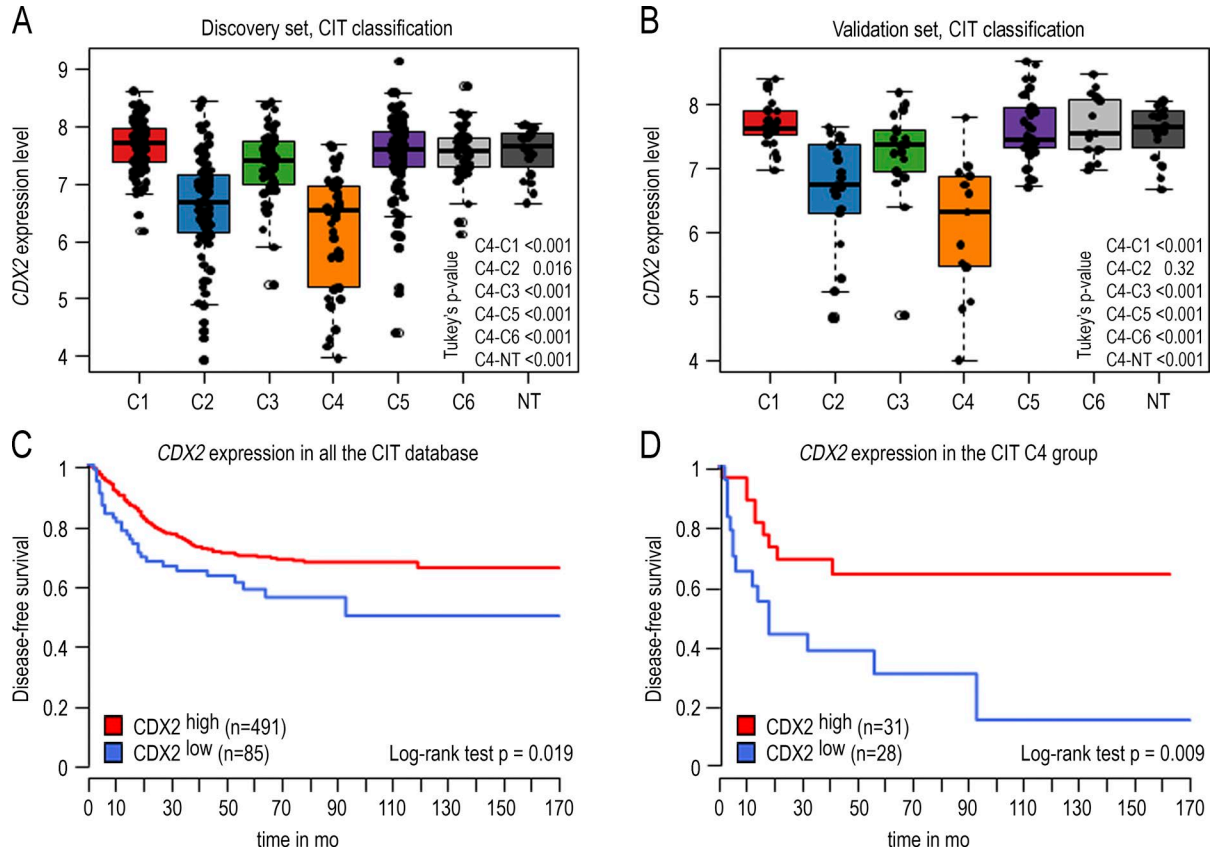 A
Discovery set, CIT classification
CDX2 expression level
9
8
7
6
5
4
Tukey's p-value
C4-C1 <0.001
C4-C2 0.016
C4-C3 <0.001
C4-C5 <0.001
C4-C6 <0.001
C4-NT <0.001
C1 C2 C3 C4 C5 C6 NT
B
Validation set, CIT classification
CDX2 expression level
8
7
6
5
4
Tukey's p-value
C4-C1 <0.001
C4-C2 0.32
C4-C3 <0.001
C4-C5 <0.001
C4-C6 <0.001
C4-NT <0.001
C1 C2 C3 C4 C5 C6 NT
C
CDX2 expression in all the CIT database
Disease-free survival
1
0.8
0.6
0.4
0.2
0
CDX2 high (n=491)
CDX2 low (n=85)
Log-rank test p = 0.019
0 10 30 50 70 90 110 130 150 170
time in mo
D
CDX2 expression in the CIT C4 group
Disease-free survival
1
0.8
0.6
0.4
0.2
0
CDX2 high (n=31)
CDX2 low (n=28)
Log-rank test p = 0.009
0 10 30 50 70 90 110 130 150 170
time in mo